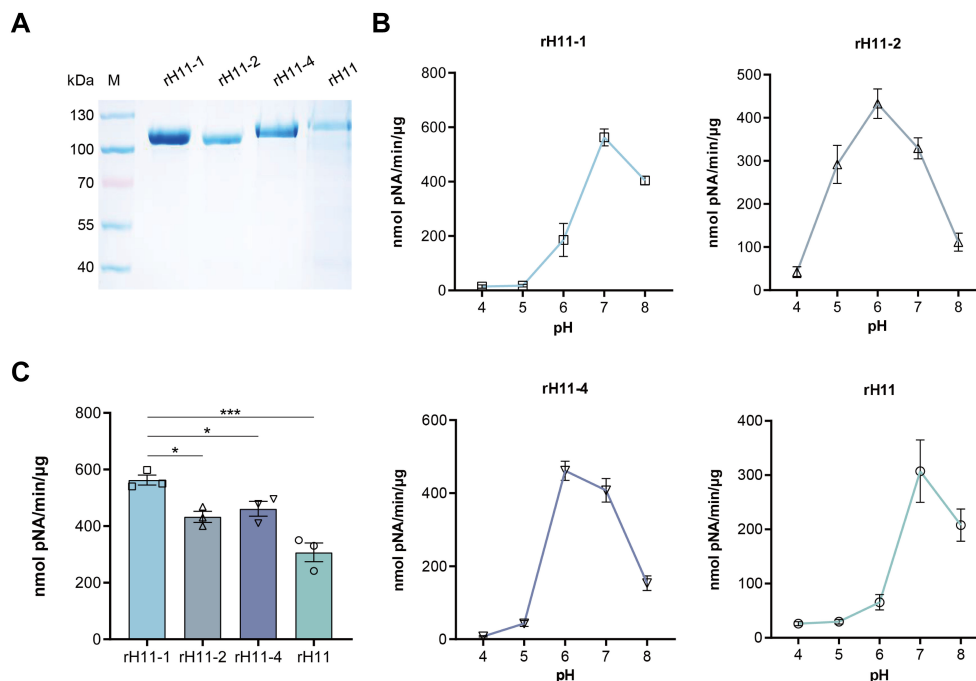 A
kDa M rH11-1 rH11-2 rH11-4 rH11
130
100
70
55
40
B
rH11-1
nmol pNA/min/µg
800
600
400
200
0
4 5 6 7 8
pH
rH11-2
nmol pNA/min/µg
500
400
300
200
100
0
4 5 6 7 8
pH
C
nmol pNA/min/µg
800
600
400
200
0
***
*
*
rH11-1 rH11-2 rH11-4 rH11
rH11-4
nmol pNA/min/µg
600
400
200
0
4 5 6 7 8
pH
rH11
nmol pNA/min/µg
400
300
200
100
0
4 5 6 7 8
pH